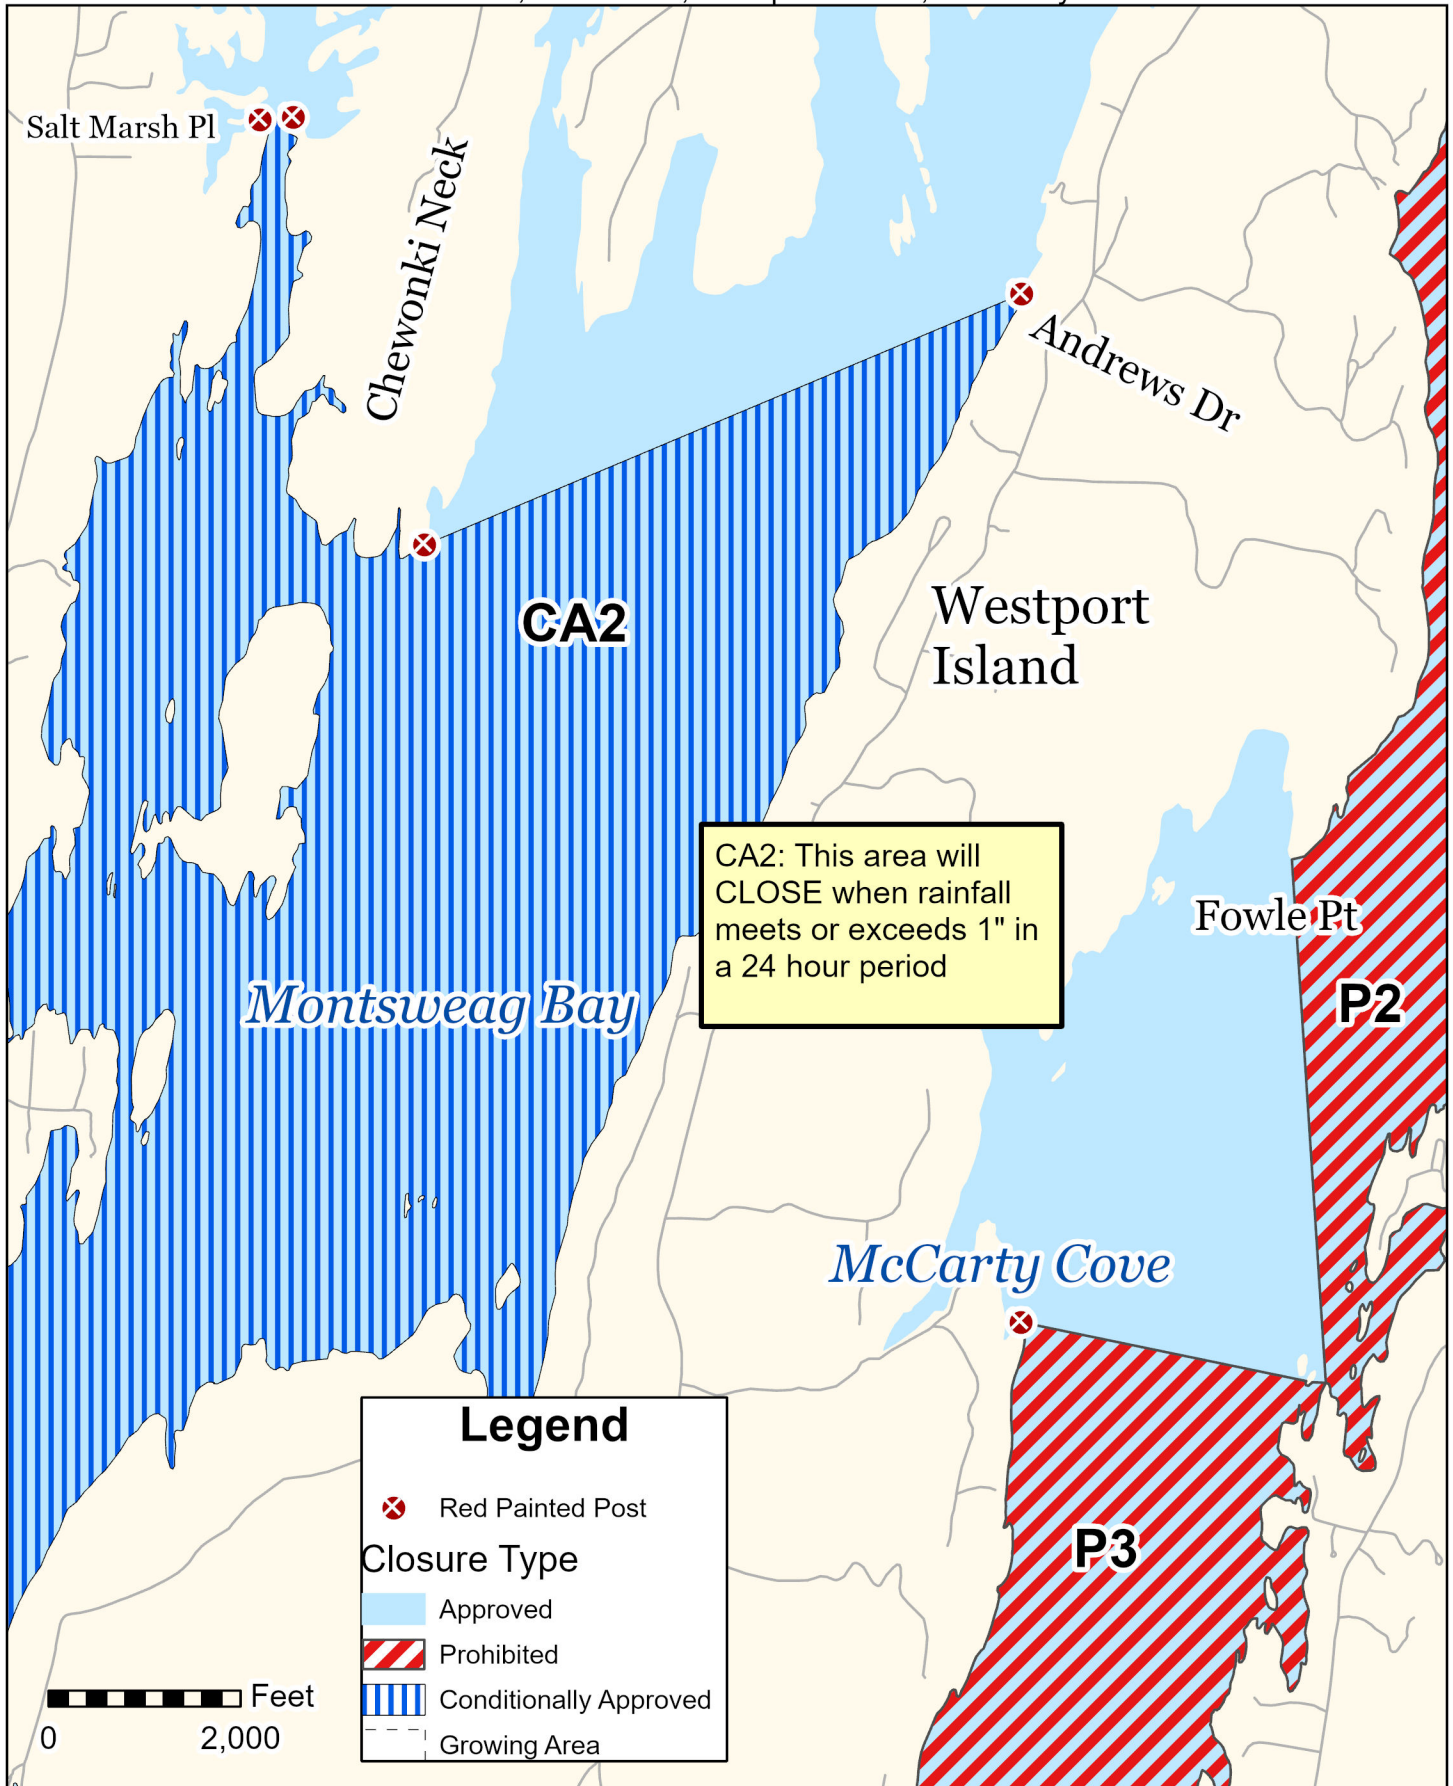 Salt Marsh Pl
Chewonki Neck
Andrews Dr
CA2
Westport
Island
CA2: This area will
CLOSE when rainfall
meets or exceeds 1" in
a 24 hour period
Fowle Pt
P2
Montsweag Bay
McCarty Cove
P3
Legend
Red Painted Post
Closure Type
Approved
Prohibited
Conditionally Approved
Growing Area
Feet
0 2,000